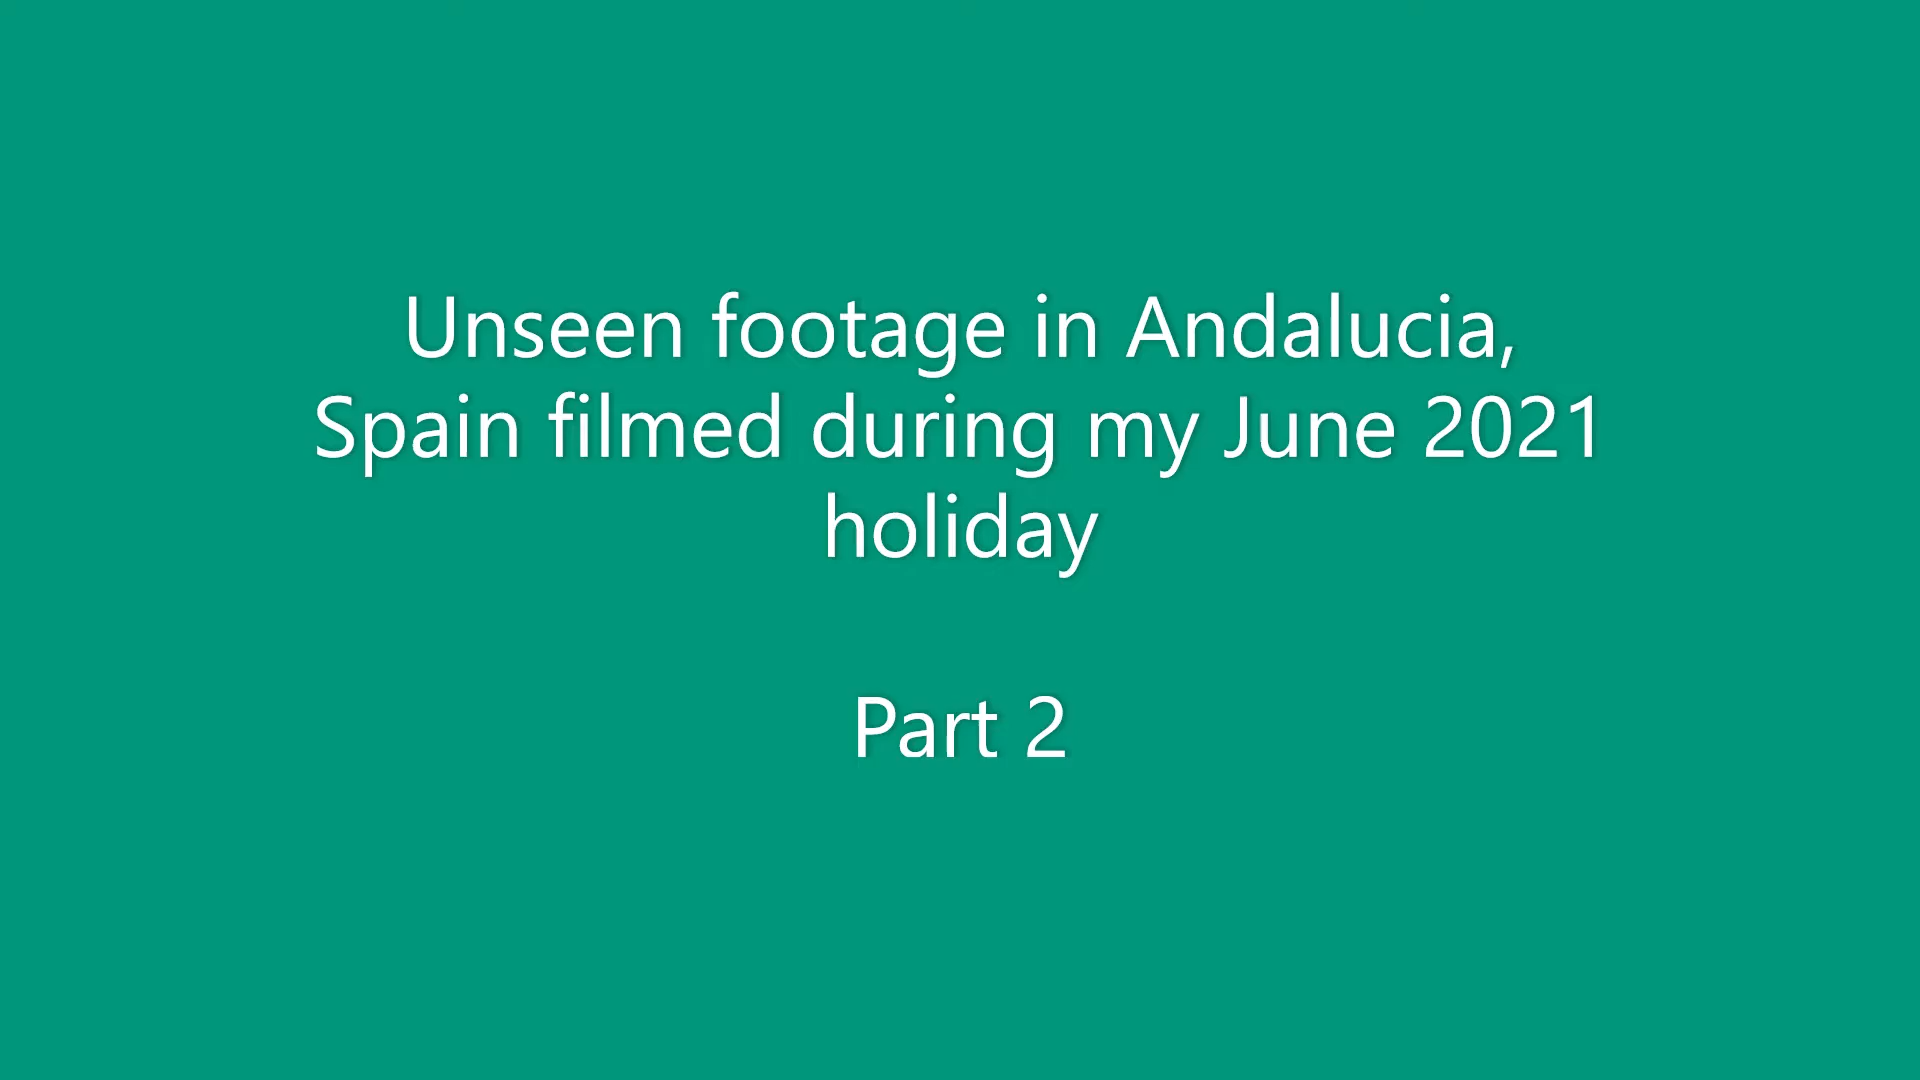 Unseen footage in Andalucia,
Spain filmed during my June 2021
holiday
Part 2